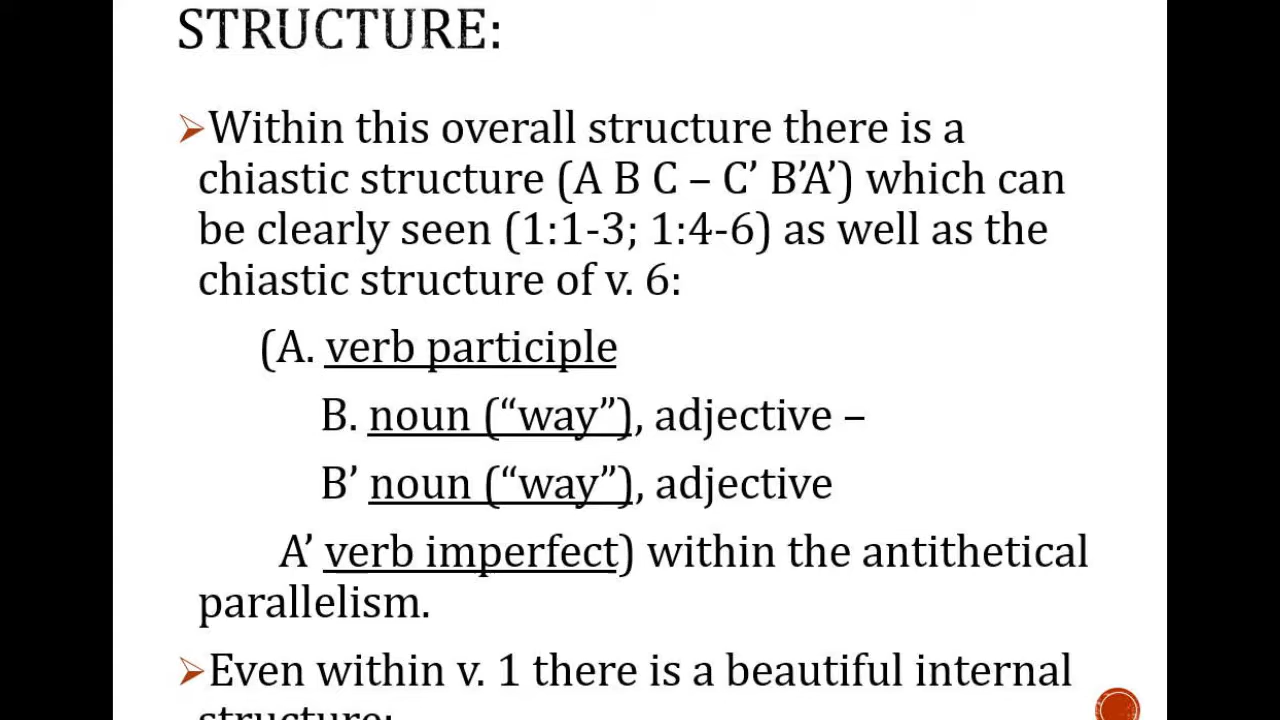 STRUCTURE:
Within this overall structure there is a
chiastic structure (A B C – C’ B’A’) which can
be clearly seen (1:1-3; 1:4-6) as well as the
chiastic structure of v. 6:
(A. verb participle
B. noun (“way”), adjective –
B’ noun (“way”), adjective
A’ verb imperfect) within the antithetical
parallelism.
Even within v. 1 there is a beautiful internal
structure: